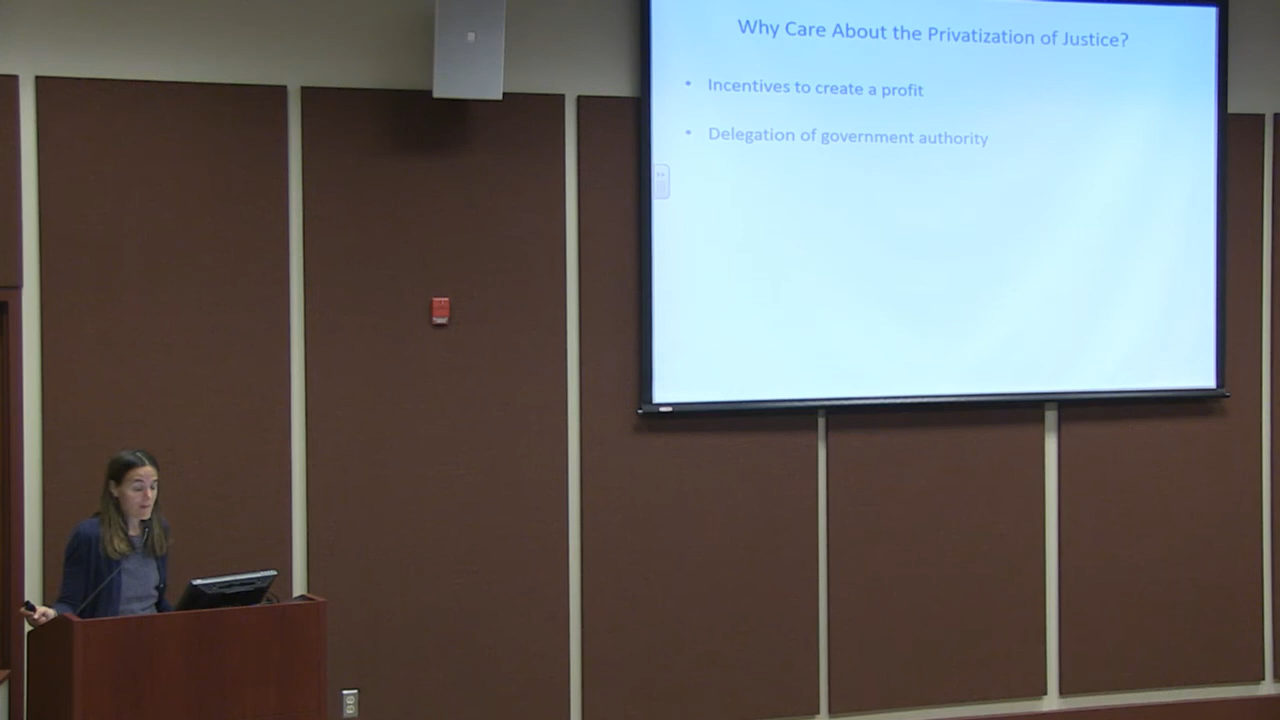 Why Care About the Privatization of Justice?
• Incentives to create a profit
• Delegation of government authority